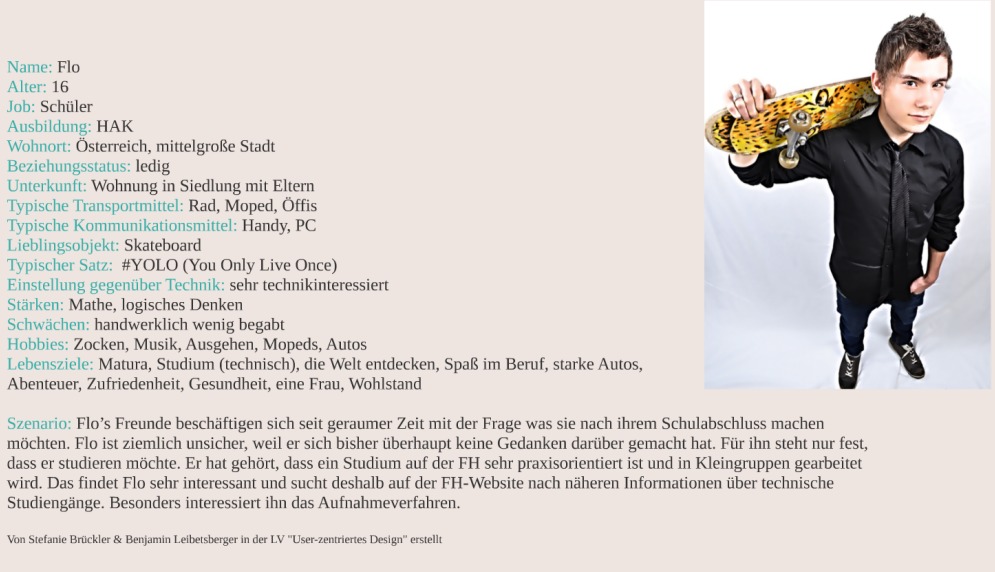 Name: Flo
Alter: 16
Job: Schüler
Ausbildung: HAK
Wohnort: Österreich, mittelgroße Stadt
Beziehungsstatus: ledig
Unterkunft: Wohnung in Siedlung mit Eltern
Typische Transportmittel: Rad, Moped, Öffis
Typische Kommunikationsmittel: Handy, PC
Lieblingsobjekt: Skateboard
Typischer Satz:  #YOLO (You Only Live Once)
Einstellung gegenüber Technik: sehr technikinteressiert
Stärken: Mathe, logisches Denken
Schwächen: handwerklich wenig begabt
Hobbies: Zocken, Musik, Ausgehen, Mopeds, Autos
Lebensziele: Matura, Studium (technisch), die Welt entdecken, Spaß im Beruf, starke Autos,
Abenteuer, Zufriedenheit, Gesundheit, eine Frau, Wohlstand
Szenario: Flo’s Freunde beschäftigen sich seit geraumer Zeit mit der Frage was sie nach ihrem Schulabschluss machen
möchten. Flo ist ziemlich unsicher, weil er sich bisher überhaupt keine Gedanken darüber gemacht hat. Für ihn steht nur fest,
dass er studieren möchte. Er hat gehört, dass ein Studium auf der FH sehr praxisorientiert ist und in Kleingruppen gearbeitet
wird. Das findet Flo sehr interessant und sucht deshalb auf der FH-Website nach näheren Informationen über technische
Studiengänge. Besonders interessiert ihn das Aufnahmeverfahren.
Von Stefanie Brückler & Benjamin Leibetsberger in der LV "User-zentriertes Design" erstellt